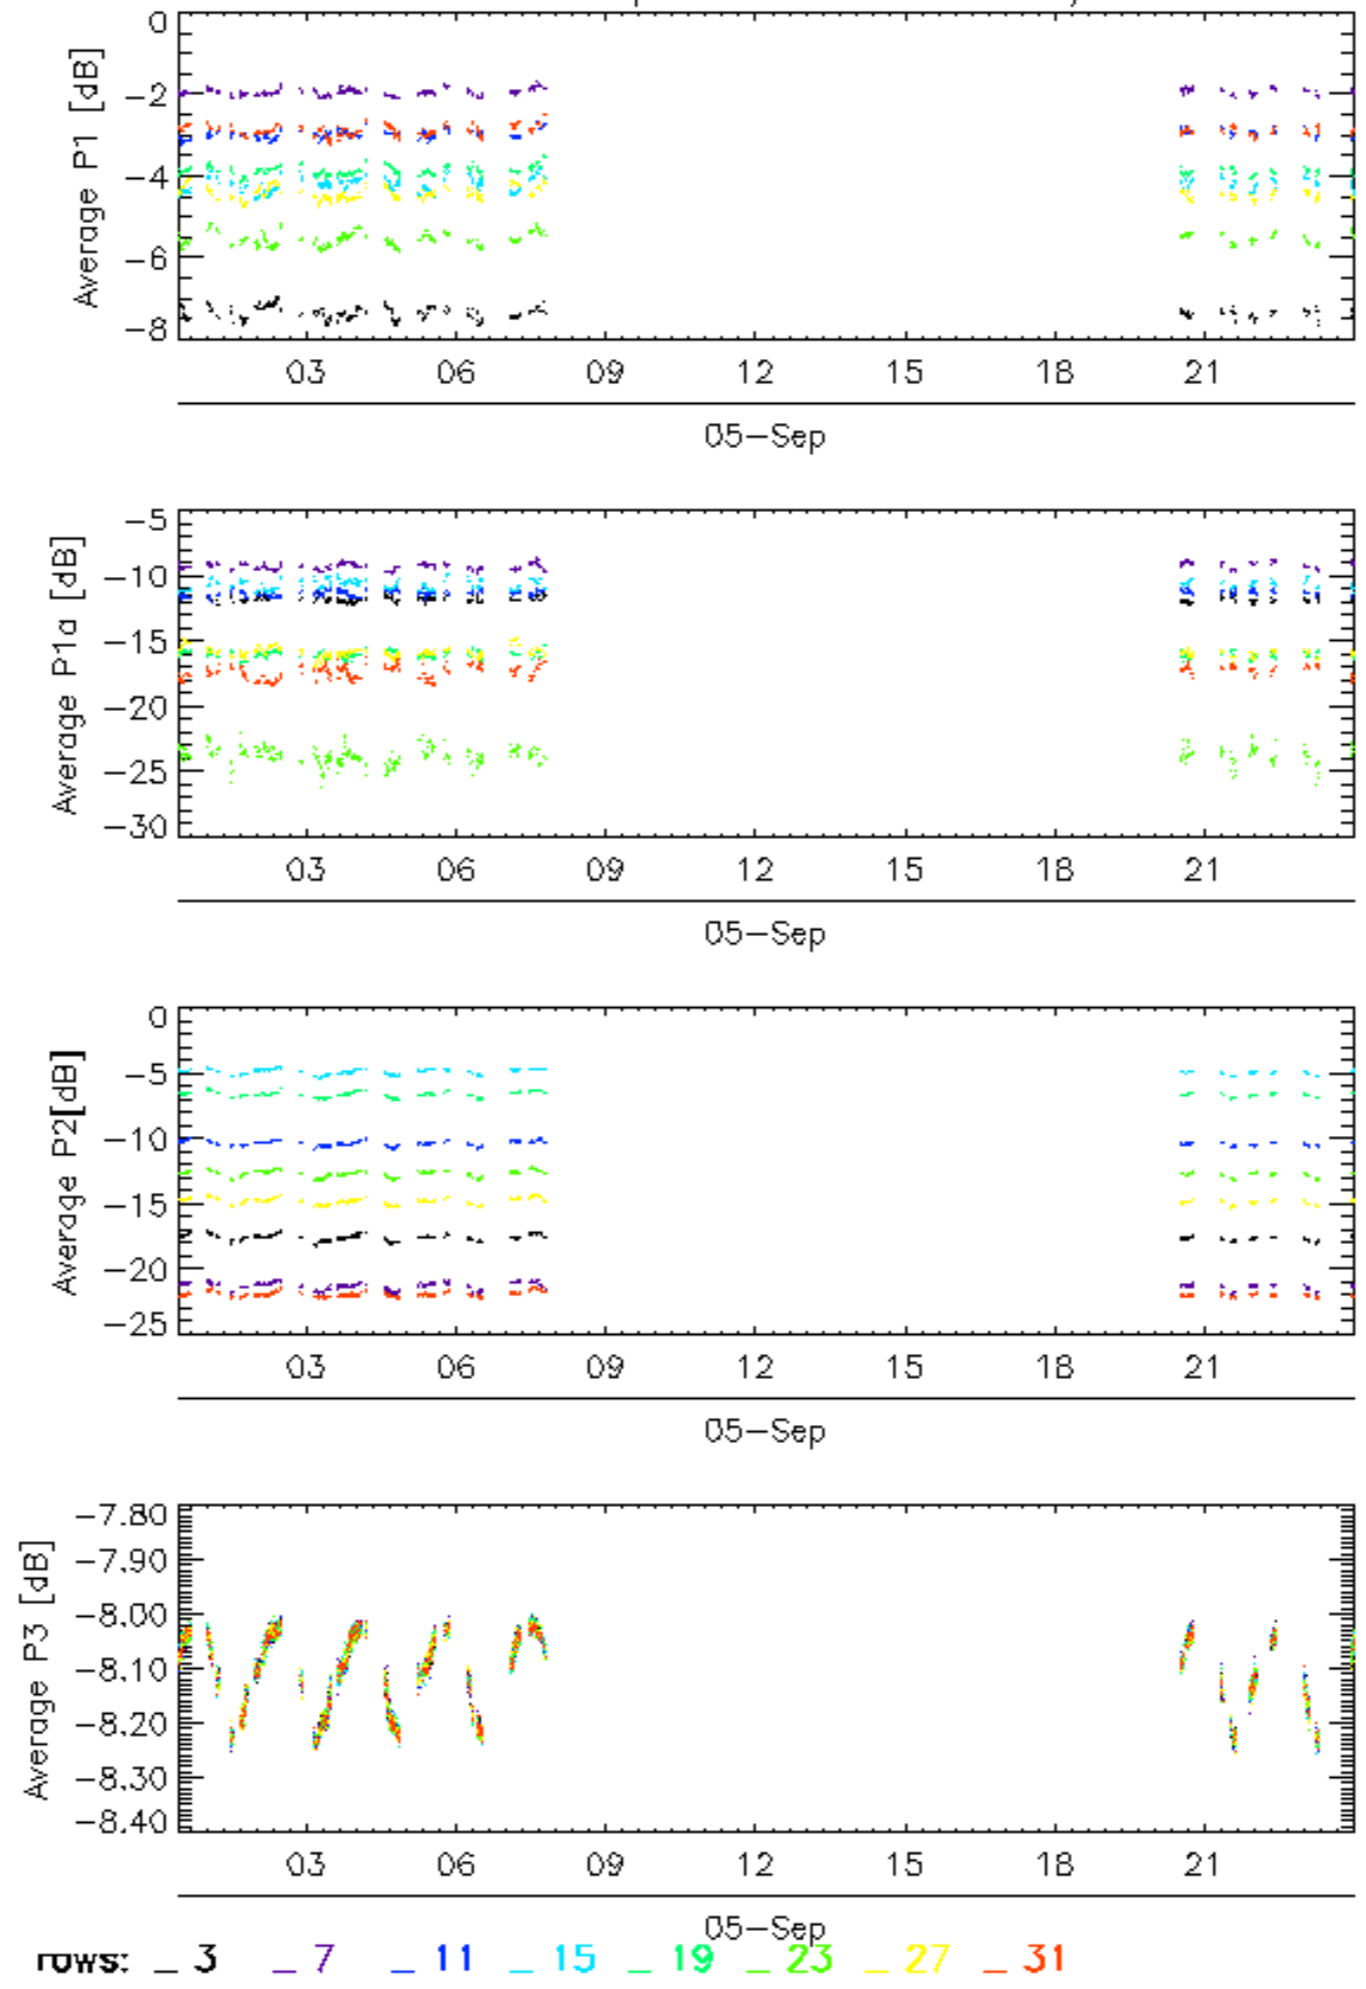 0
-2
-4
-6
-8
Average P1 [dB]
03 06 09 12 15 18 21
05-Sep
-5
-10
-15
-20
-25
-30
Average P1a [dB]
03 06 09 12 15 18 21
05-Sep
0
-5
-10
-15
-20
-25
Average P2[dB]
03 06 09 12 15 18 21
05-Sep
-7.80
-7.90
-8.00
-8.10
-8.20
-8.30
-8.40
Average P3 [dB]
03 06 09 12 15 18 21
05-Sep
rows: _ 3 _ 7 _ 11 _ 15 _ 19 _ 23 _ 27 _ 31